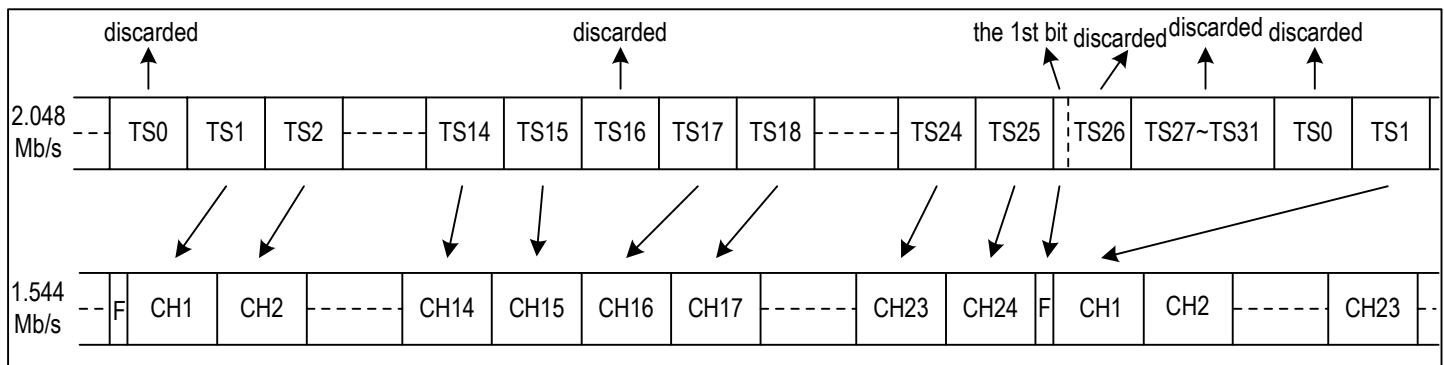 discarded discarded the 1st bit discarded discarded discarded
2.048 Mb/s TS0 TS1 TS2 TS14 TS15 TS16 TS17 TS18 TS24 TS25 TS26 TS27~TS31 TS0 TS1
1.544 Mb/s F CH1 CH2 CH14 CH15 CH16 CH17 CH23 CH24 F CH1 CH2 CH23